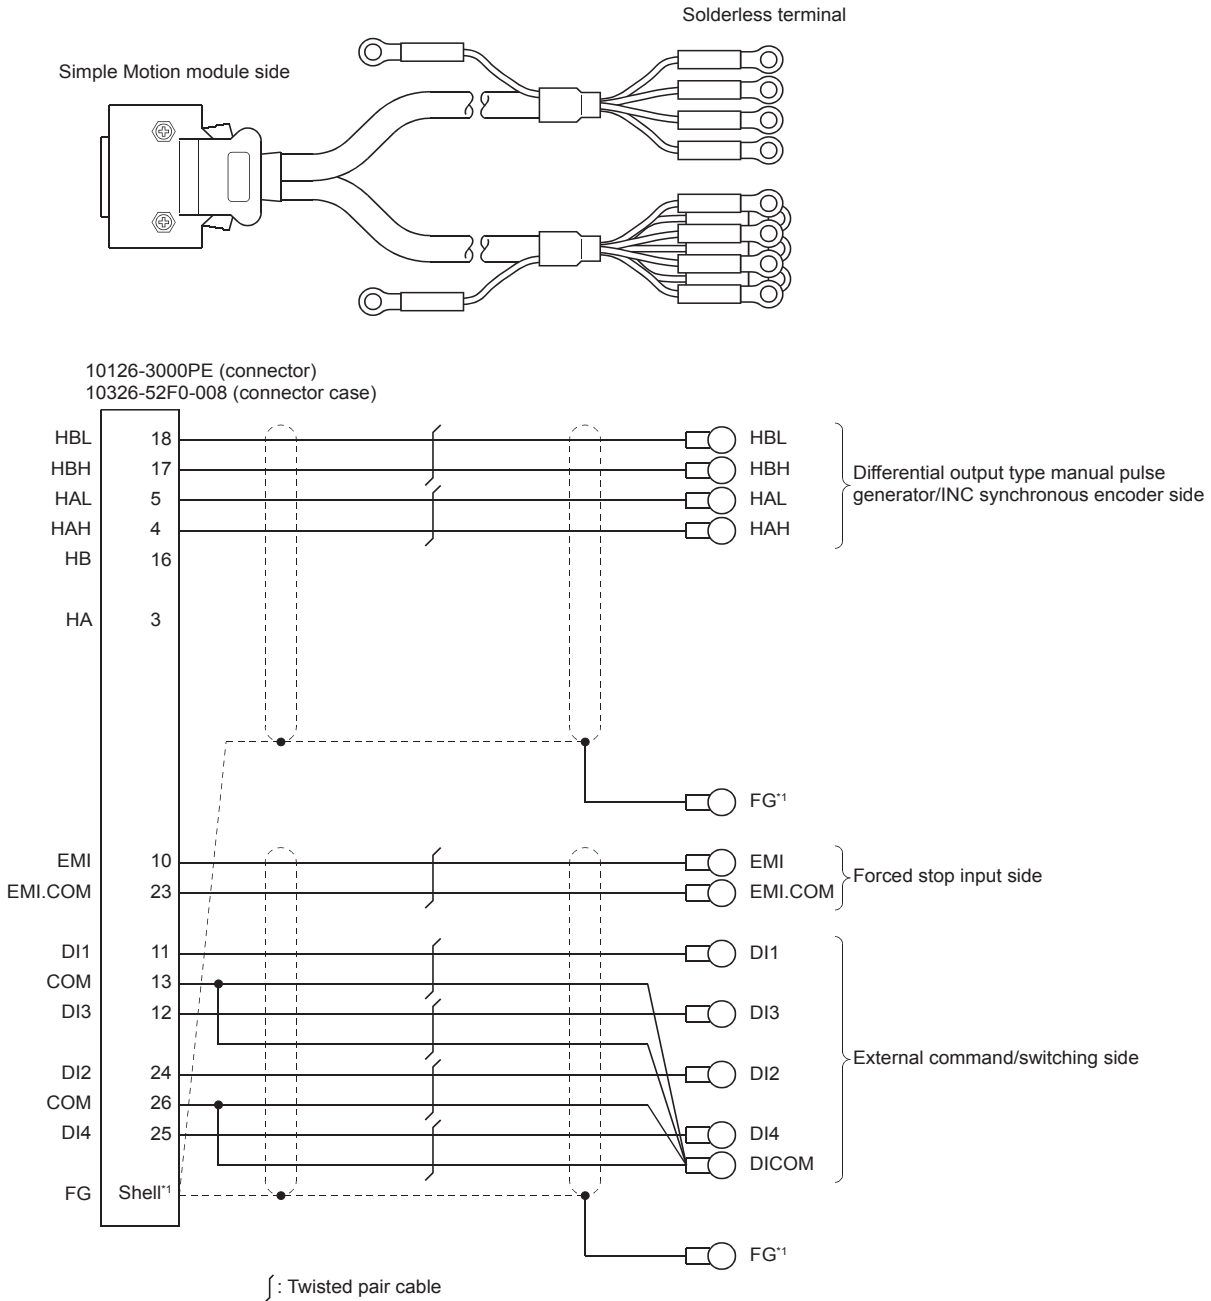 Solderless terminal
Simple Motion module side
10126-3000PE (connector)
10326-52F0-008 (connector case)
HBL 18 HBL
HBH 17 HBH
HAL 5 HAL
HAH 4 HAH
Differential output type manual pulse
generator/INC synchronous encoder side
HB 16
HA 3
FG*1
EMI 10 EMI
EMI.COM 23 EMI.COM
Forced stop input side
DI1 11 DI1
COM 13
DI3 12 DI3
External command/switching side
DI2 24 DI2
COM 26
DI4 25 DI4
DICOM
FG Shell*1
FG*1
: Twisted pair cable